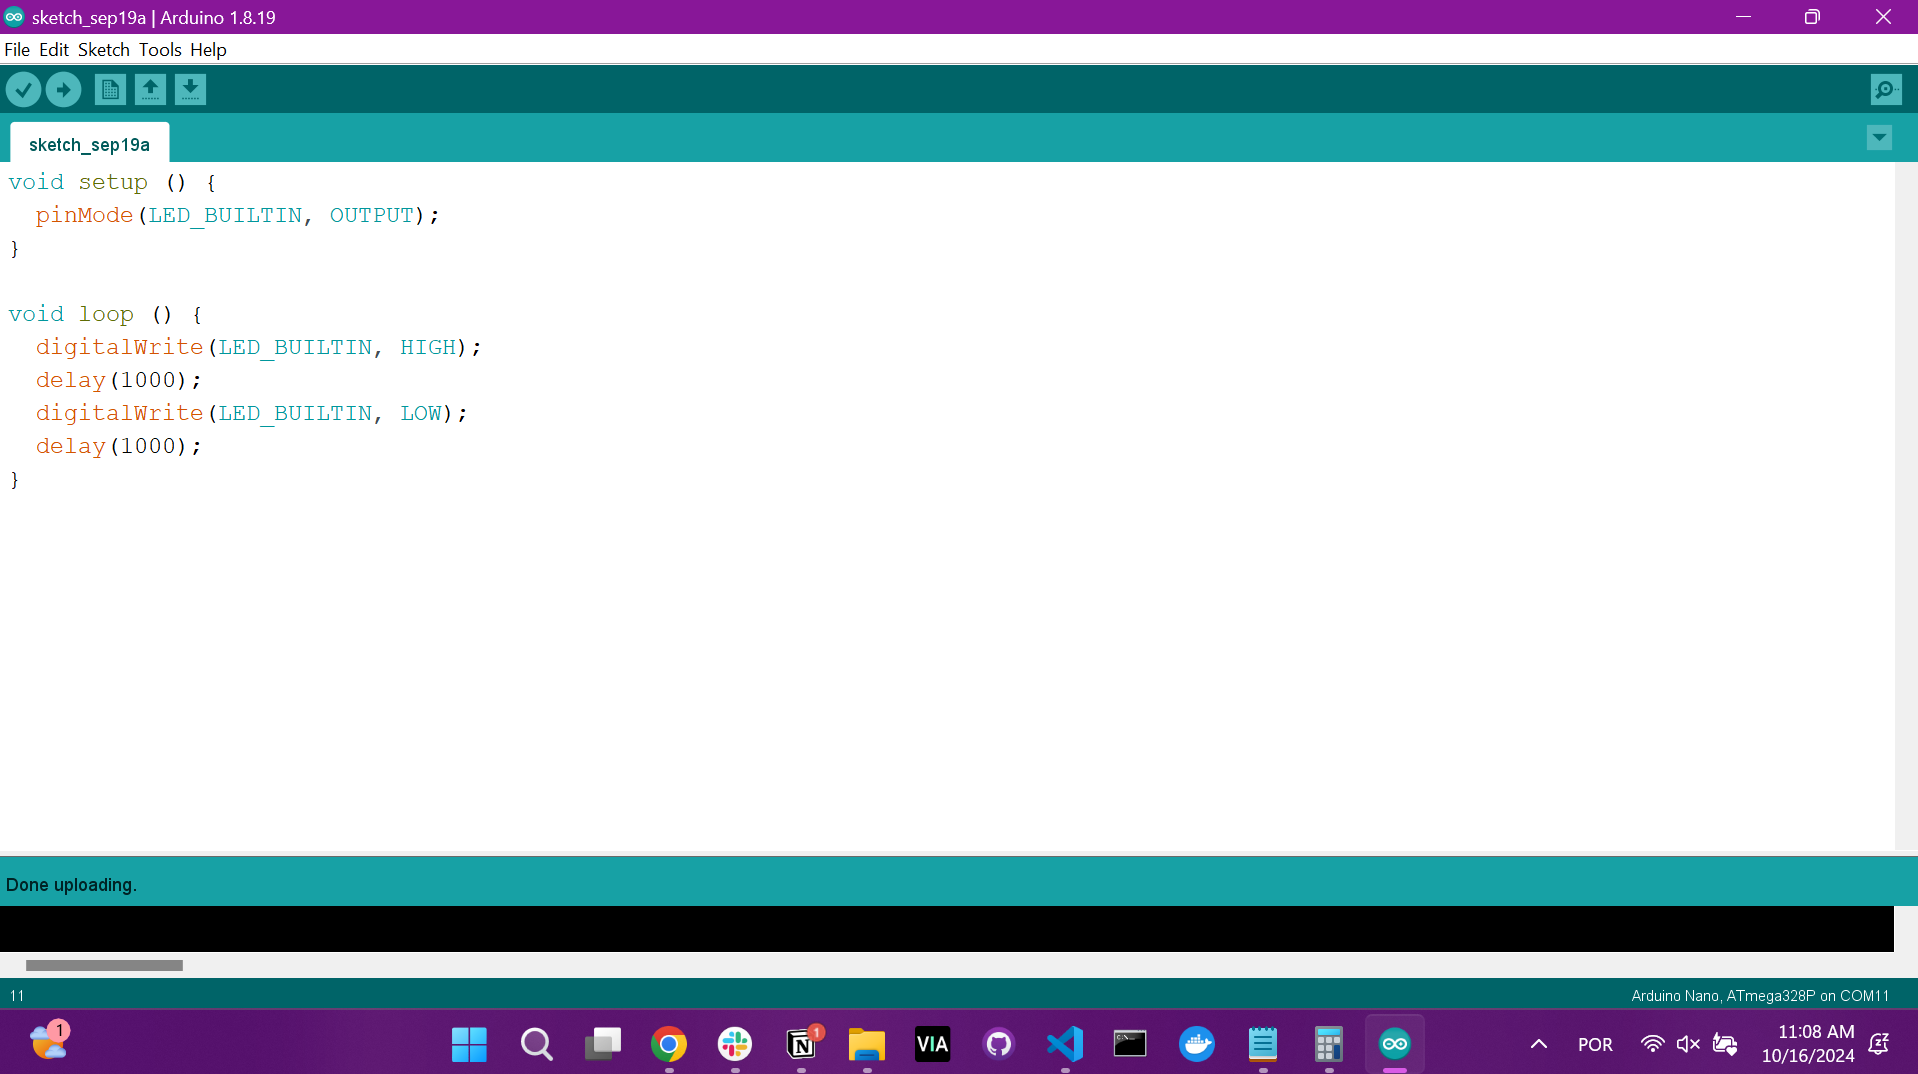 sketch_sep19a | Arduino 1.8.19
File Edit Sketch Tools Help
sketch_sep19a
void setup () {
  pinMode(LED_BUILTIN, OUTPUT);
}
void loop () {
  digitalWrite(LED_BUILTIN, HIGH);
  delay(1000);
  digitalWrite(LED_BUILTIN, LOW);
  delay(1000);
}
Done uploading.
11
Arduino Nano, ATmega328P on COM11
1
1
VIA
POR
11:08 AM
10/16/2024